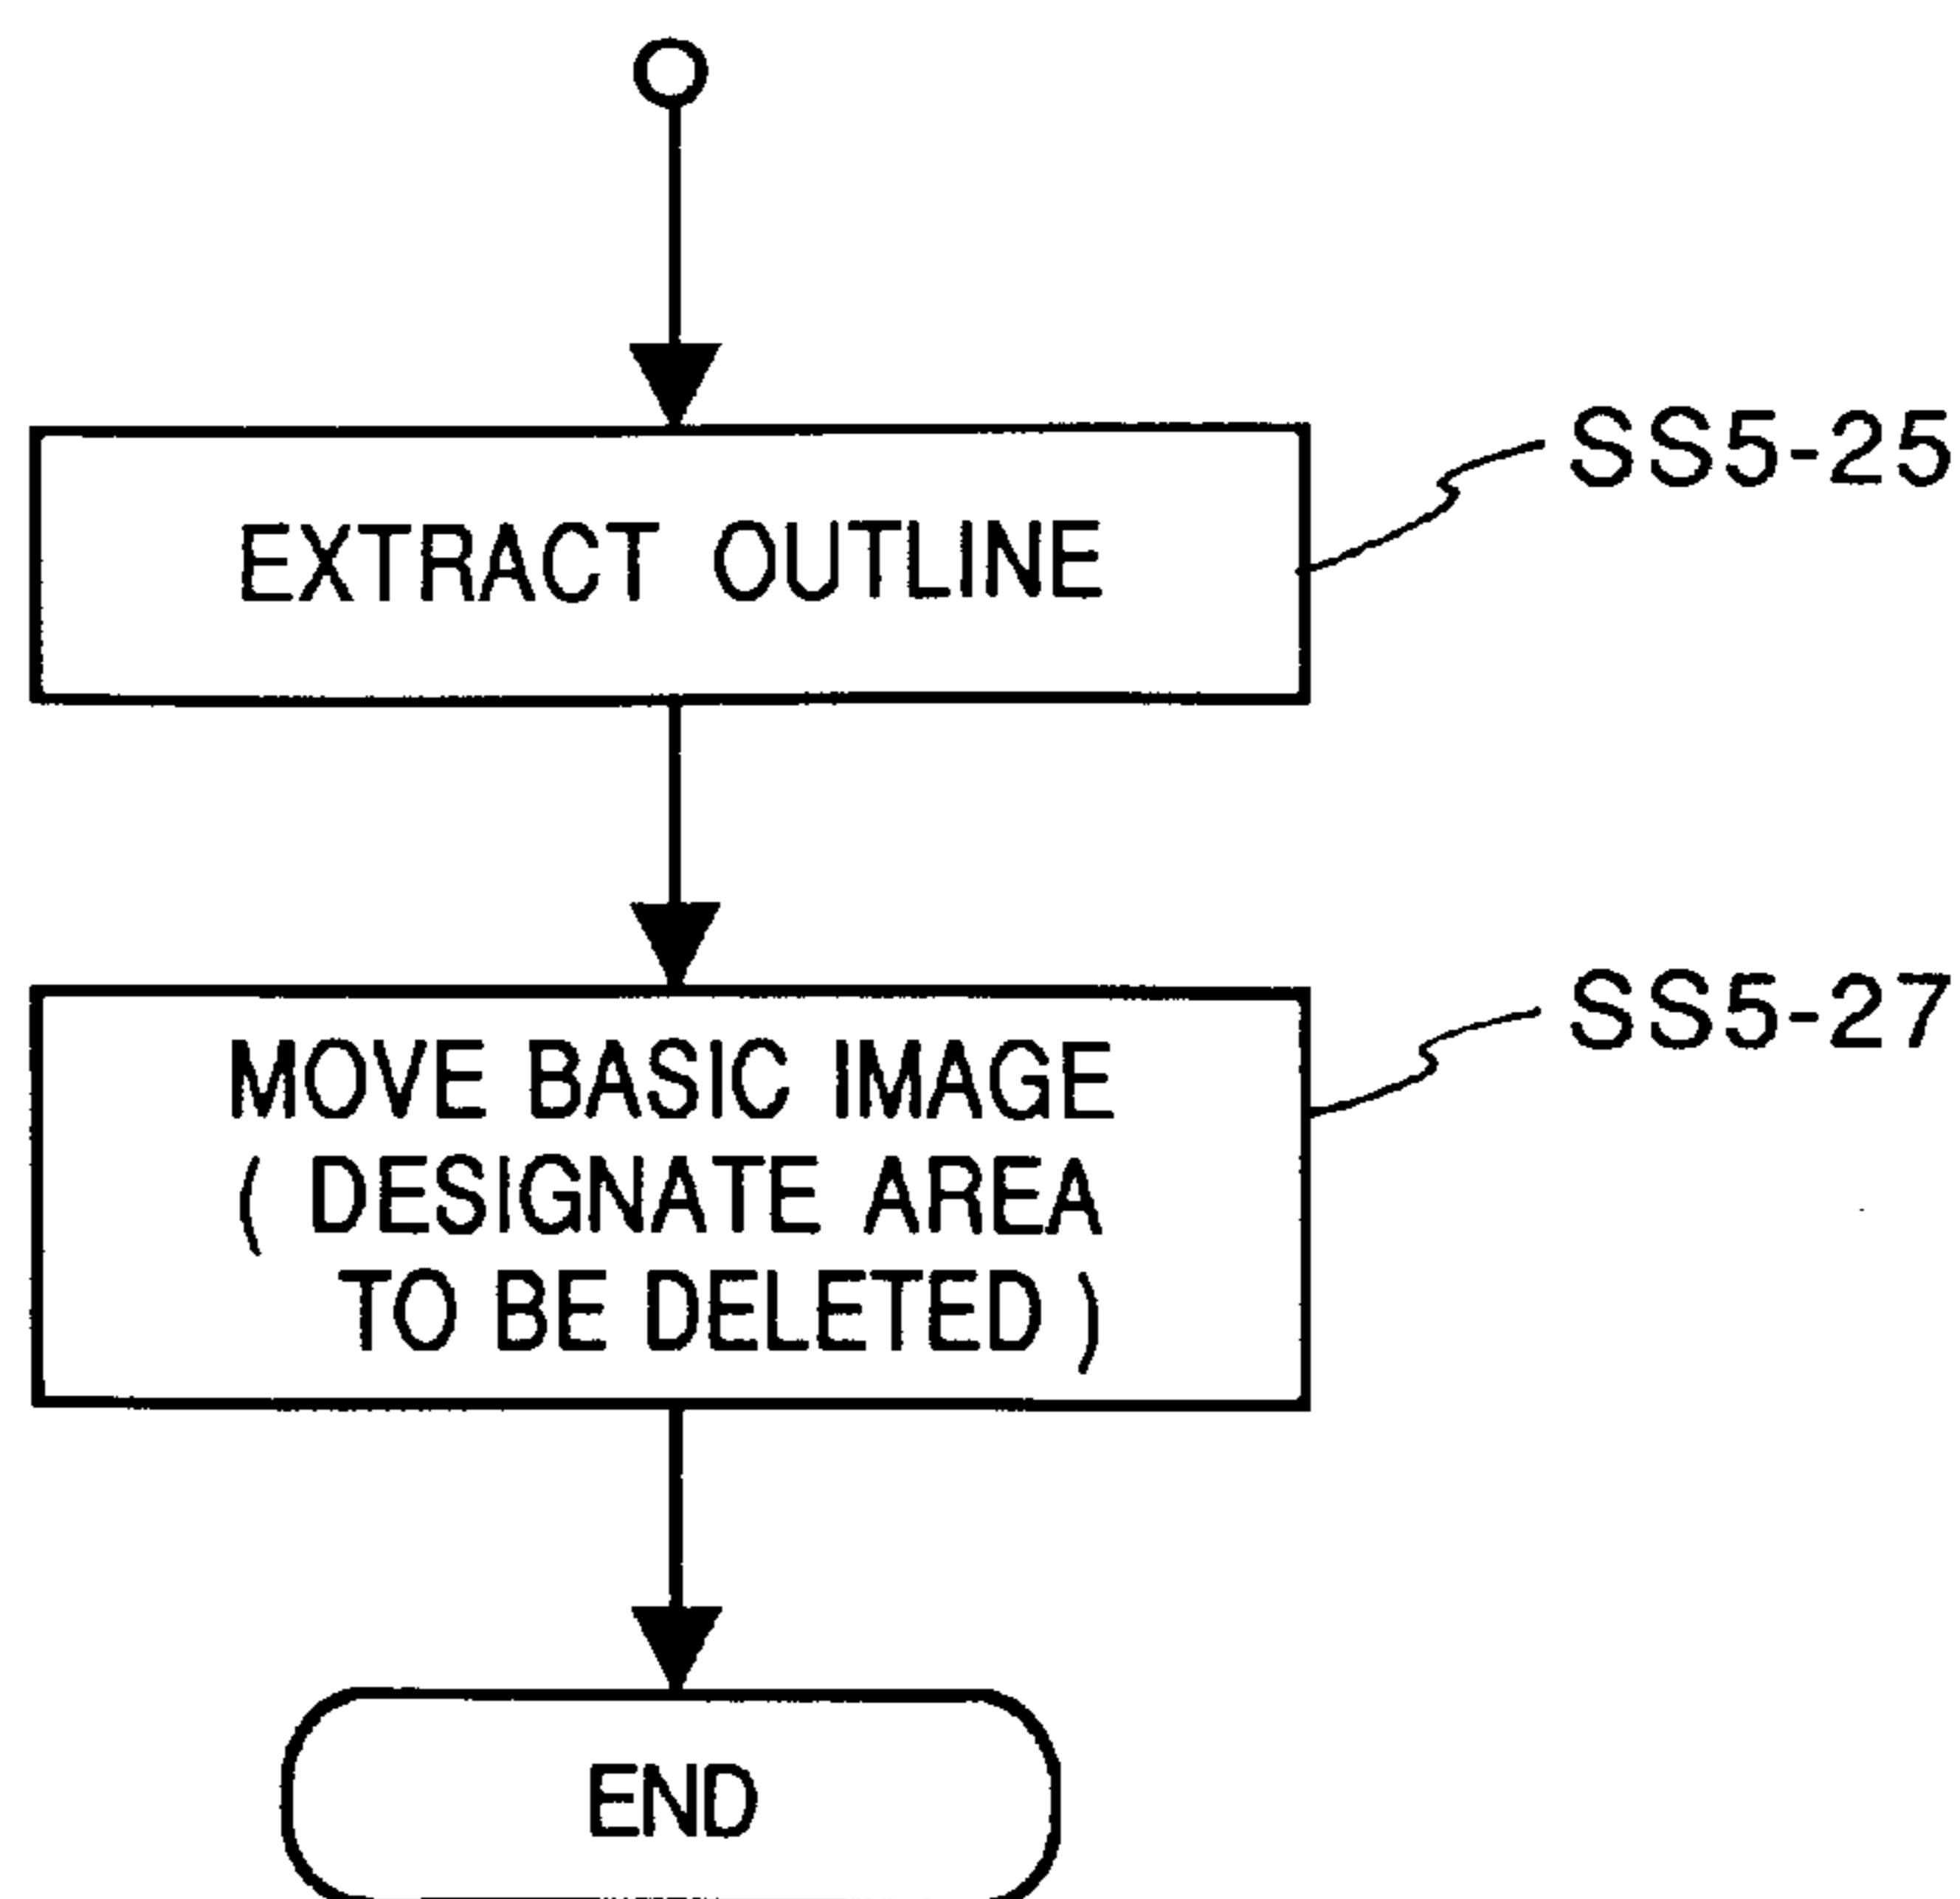 EXTRACT OUTLINE
SS5-25
MOVE BASIC IMAGE
( DESIGNATE AREA
TO BE DELETED )
SS5-27
END